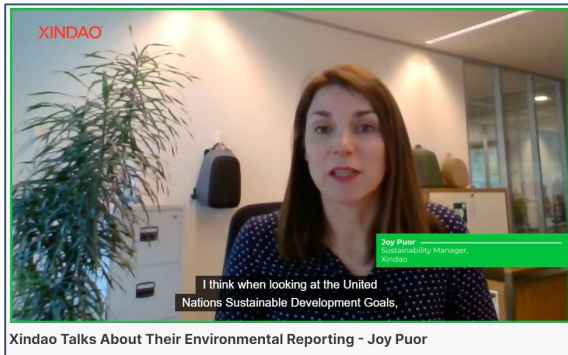 XINDAO
Joy Puor
Sustainability Manager,
Xindao
I think when looking at the United
Nations Sustainable Development Goals,
Xindao Talks About Their Environmental Reporting - Joy Puor